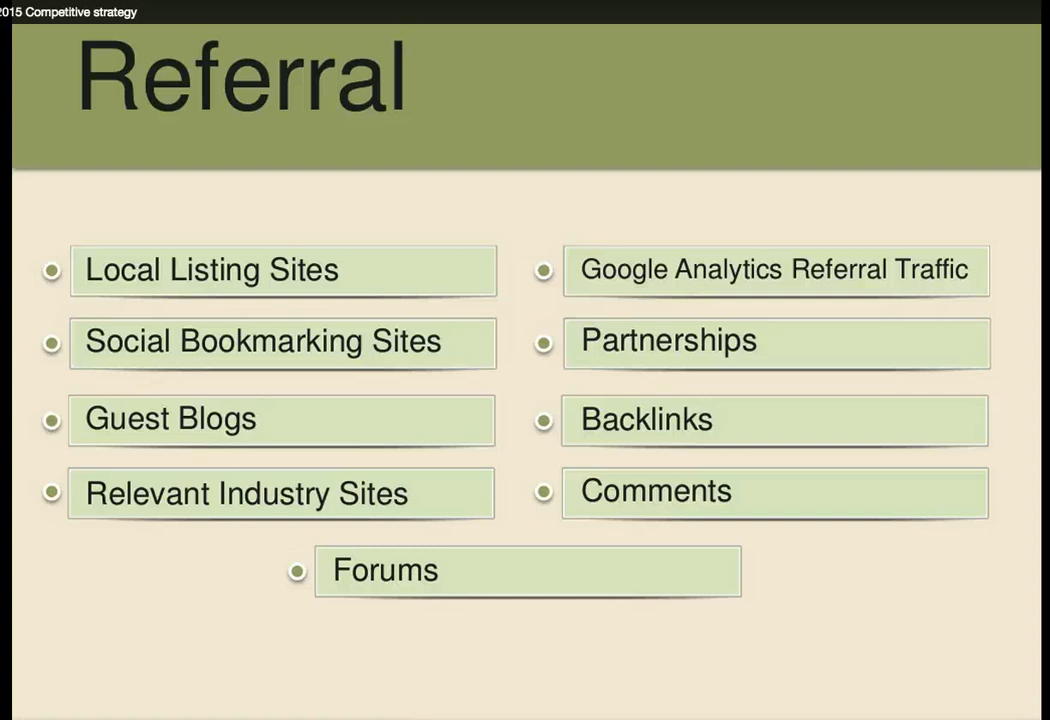 2015 Competitive strategy
Referral
Local Listing Sites
Google Analytics Referral Traffic
Social Bookmarking Sites
Partnerships
Guest Blogs
Backlinks
Relevant Industry Sites
Comments
Forums